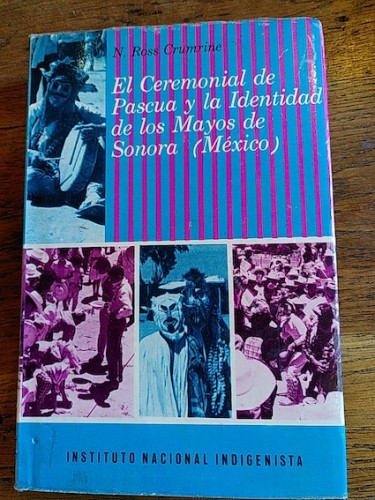 N. Ross Crumrine
El Ceremonial de
Pascua y la Identidad
de los Mayos de
Sonora (México)
INSTITUTO NACIONAL INDIGENISTA